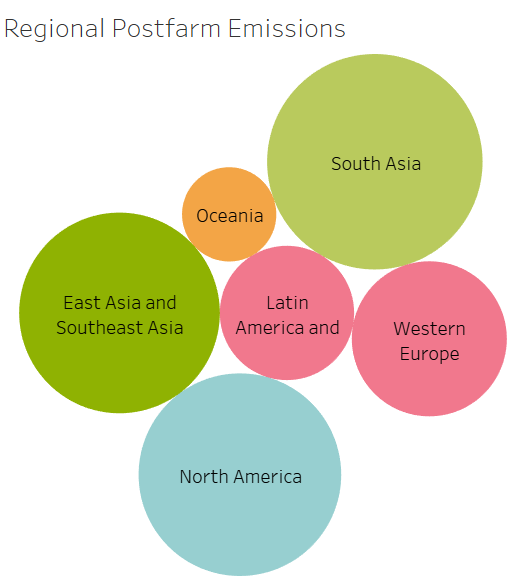 Regional Postfarm Emissions
South Asia
Oceania
East Asia and
Southeast Asia
Latin
America and
Western
Europe
North America